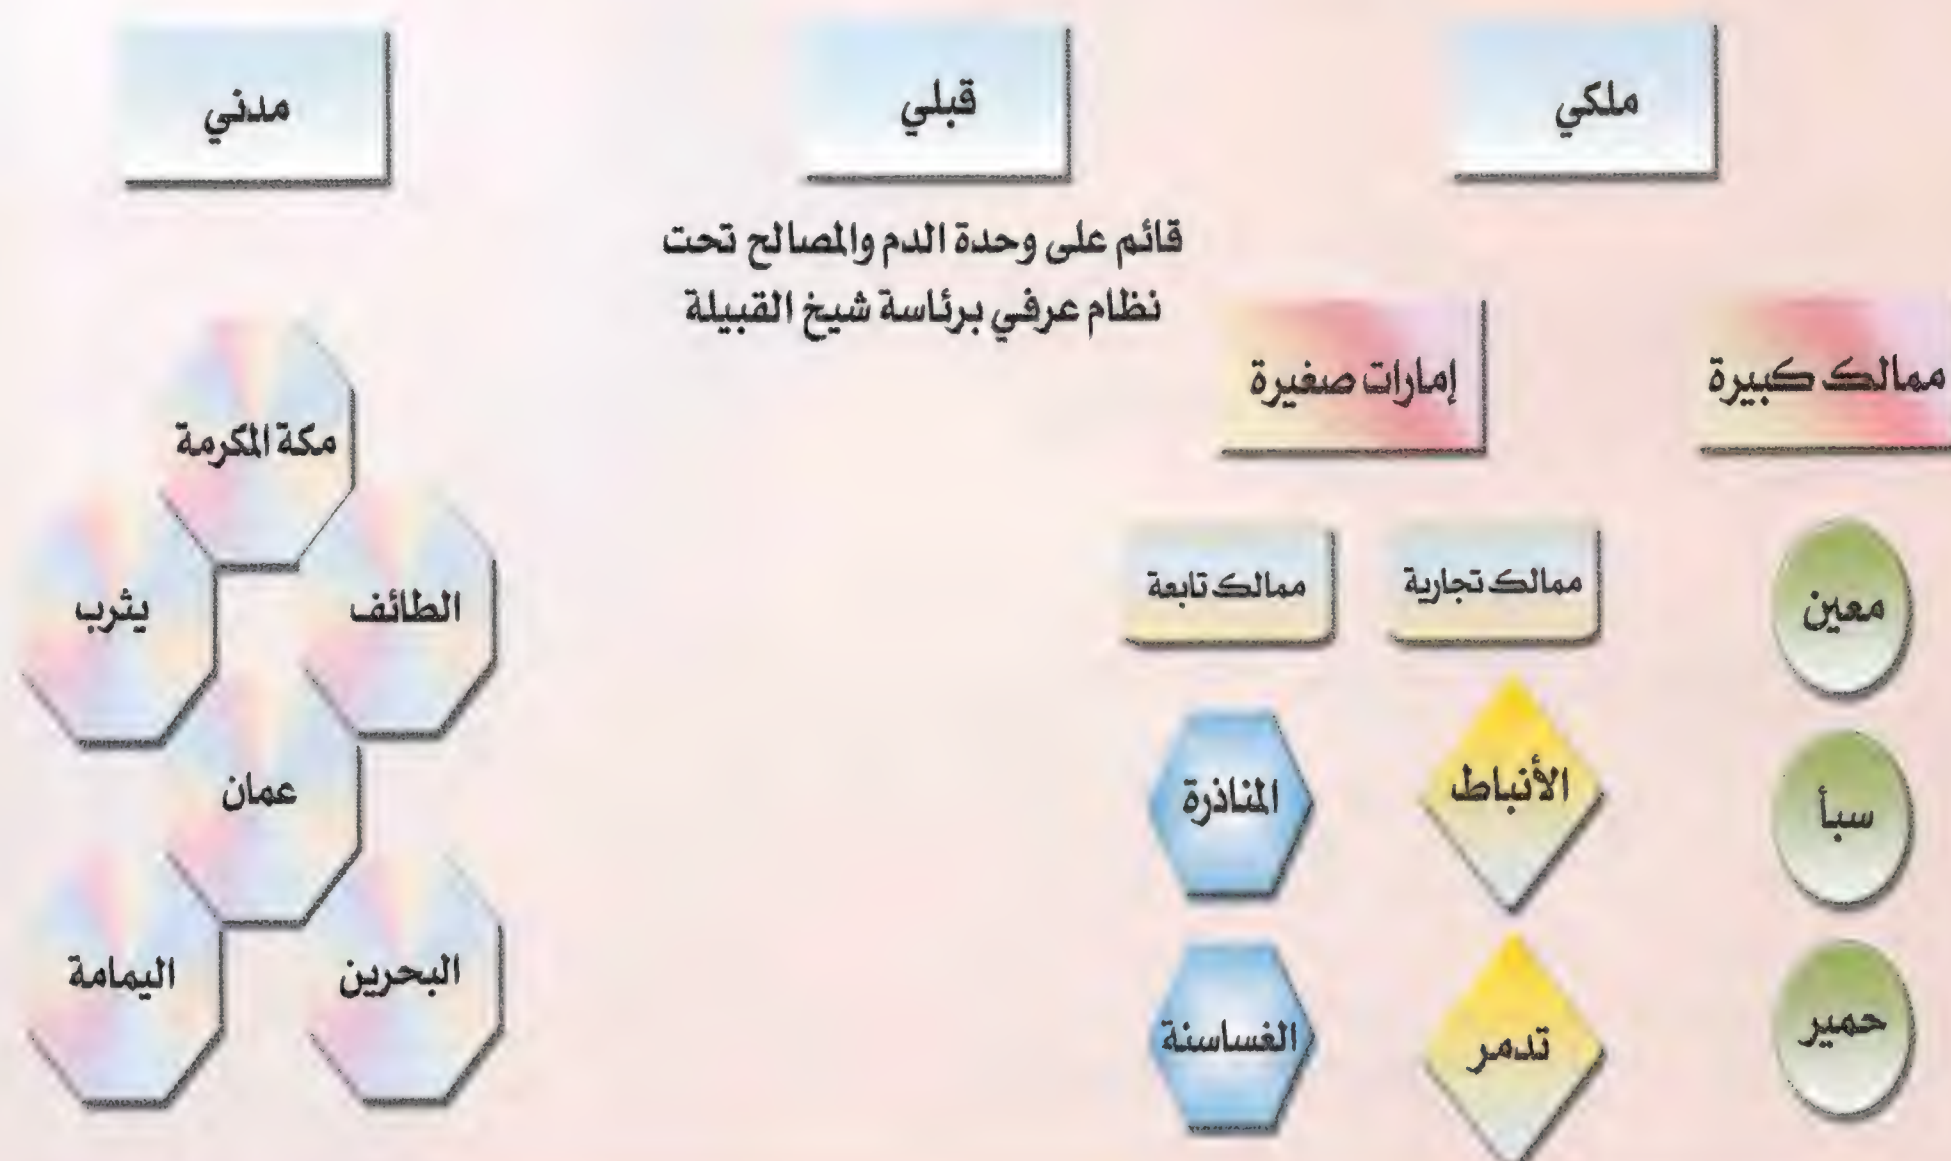 ملكي
قبلي
مدني
قائم على وحدة الدم والمصالح تحت
نظام عرفي برئاسة شيخ القبيلة
ممالك كبيرة
إمارات صغيرة
معين
سبأ
حمير
ممالك تجارية
ممالك تابعة
الأنباط
تدمر
المناذرة
الغساسنة
مكة المكرمة
الطائف
يثرب
عمان
البحرين
اليمامة